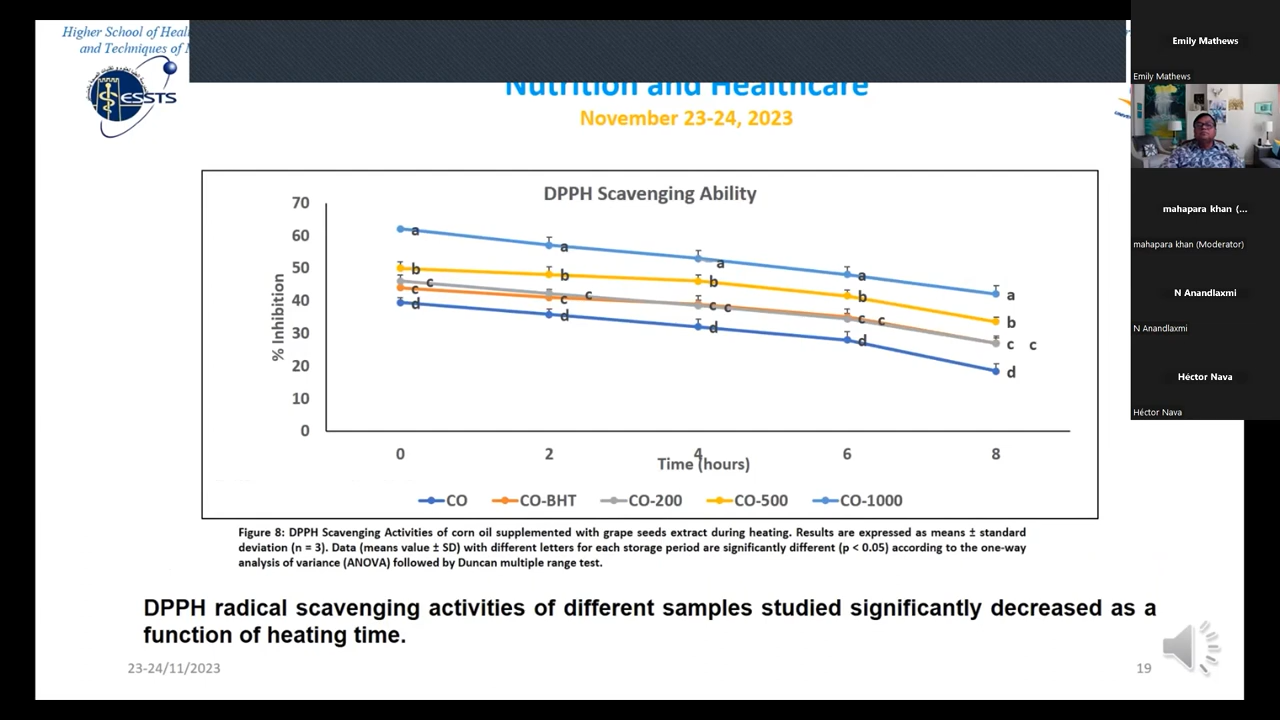 Higher School of Heal
and Techniques of
ESSTS
Nutrition and Healthcare
November 23-24, 2023
DPPH Scavenging Ability
% Inhibition
70
60
50
40
30
20
10
0
a a a a a
b b b b b
c c c c c
c c c c c
d d d d d
0 2 4 6 8
Time (hours)
CO CO-BHT CO-200 CO-500 CO-1000
Figure 8: DPPH Scavenging Activities of corn oil supplemented with grape seeds extract during heating. Results are expressed as means ± standard
deviation (n = 3). Data (means value ± SD) with different letters for each storage period are significantly different (p < 0.05) according to the one-way
analysis of variance (ANOVA) followed by Duncan multiple range test.
DPPH radical scavenging activities of different samples studied significantly decreased as a
function of heating time.
23-24/11/2023
19
Emily Mathews
Emily Mathews
mahapara khan (...
mahapara khan (Moderator)
N Anandlaxmi
N Anandlaxmi
Héctor Nava
Héctor Nava